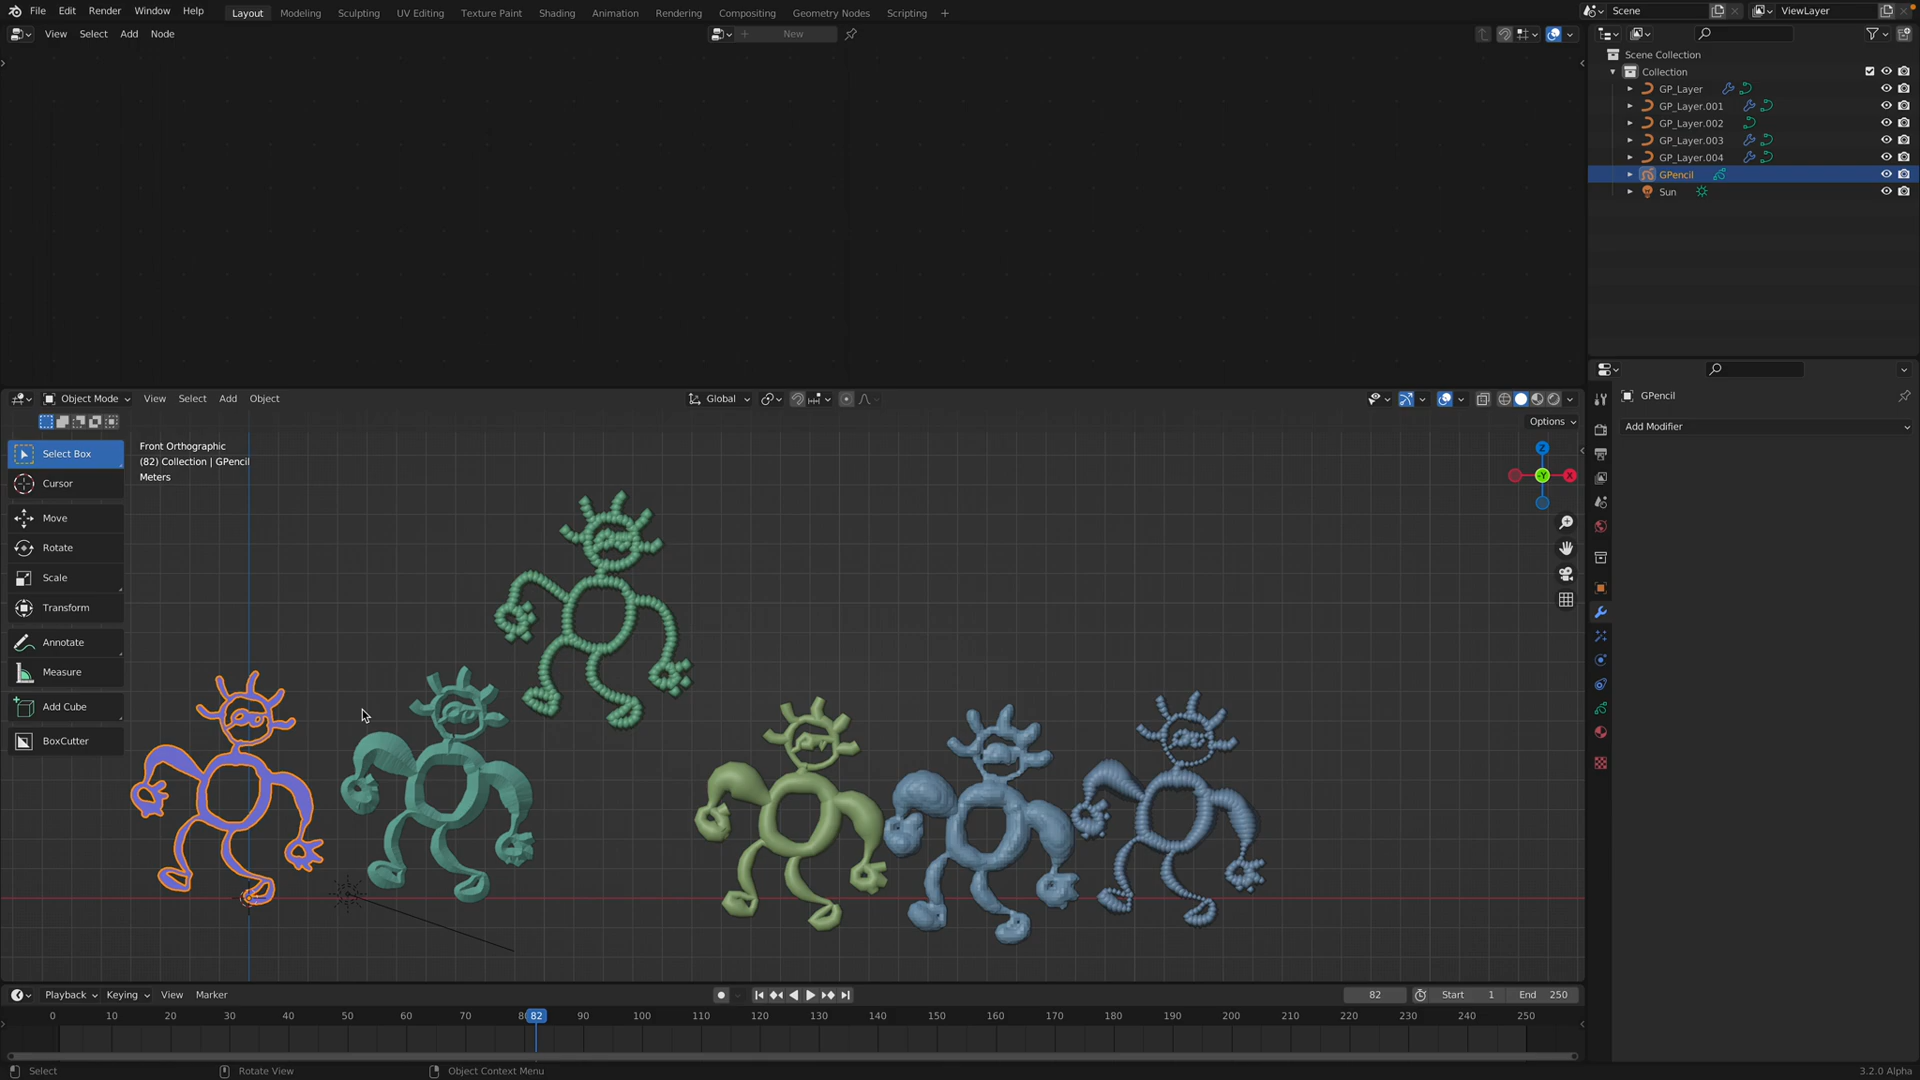 File Edit Render Window Help Layout Modeling Sculpting UV Editing Texture Paint Shading Animation Rendering Compositing Geometry Nodes Scripting + Scene ViewLayer
View Select Add Node New
Scene Collection
Collection
GP_Layer
GP_Layer.001
GP_Layer.002
GP_Layer.003
GP_Layer.004
GPencil
Sun
Object Mode View Select Add Object Global
Options
GPencil
Add Modifier
Select Box
Cursor
Move
Rotate
Scale
Transform
Annotate
Measure
Add Cube
BoxCutter
Front Orthographic
(82) Collection | GPencil
Meters
Z
Y
X
Playback Keying View Marker 82 Start 1 End 250
0 10 20 30 40 50 60 70 82 90 100 110 120 130 140 150 160 170 180 190 200 210 220 230 240 250
Select Rotate View Object Context Menu 3.2.0 Alpha